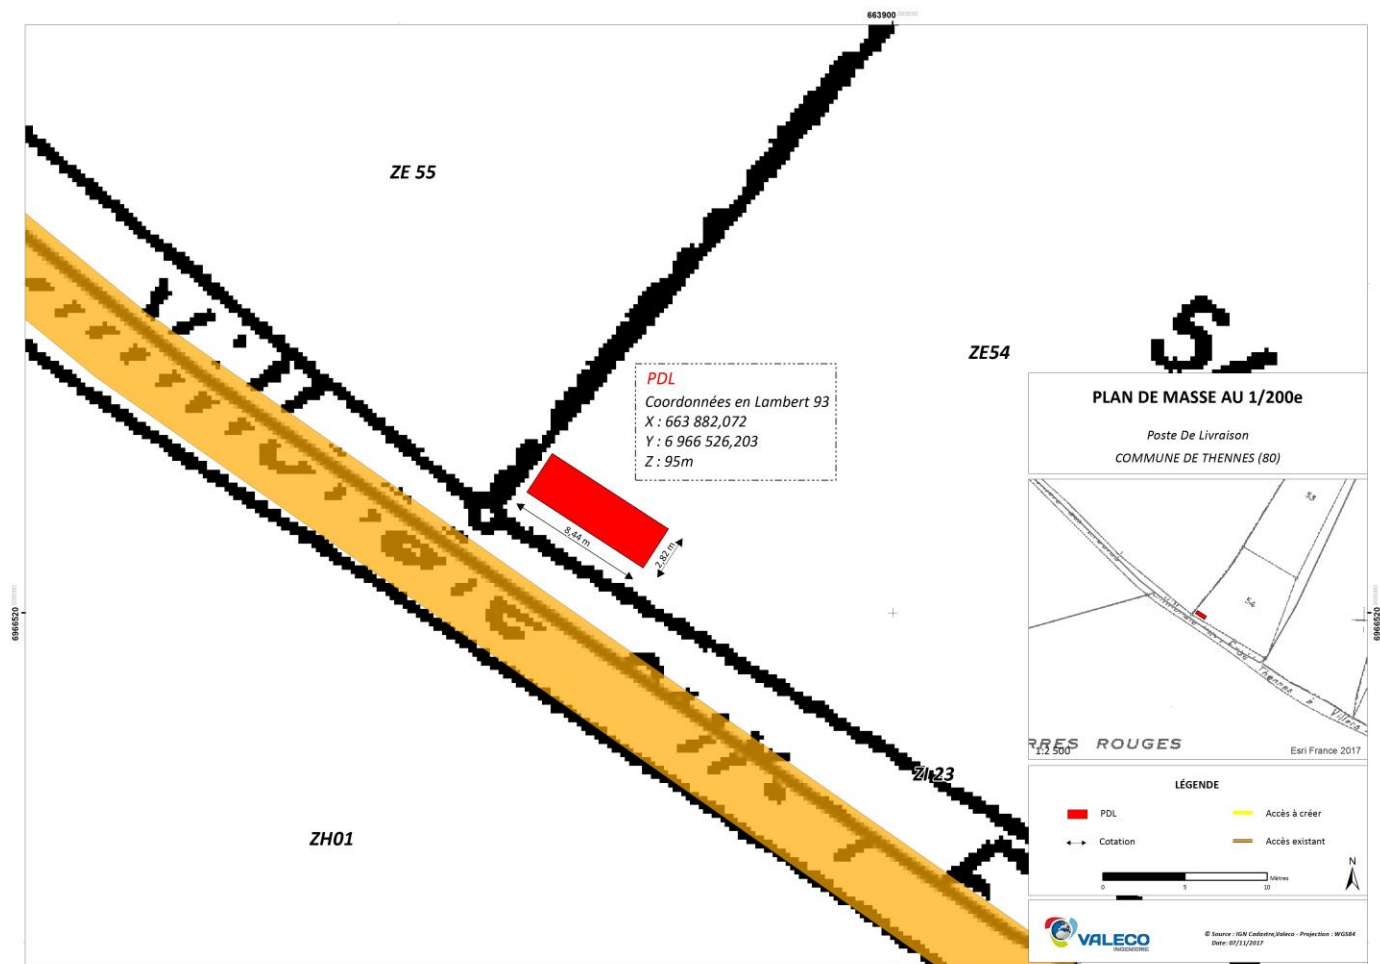 663900
ZE 55
ZE54
PDL
Coordonnées en Lambert 93
X : 663 882,072
Y : 6 966 526,203
Z : 95m
8,44 m
2,82 m
6966520
6966520
ZI 23
ZH01
PLAN DE MASSE AU 1/200e
Poste De Livraison
COMMUNE DE THENNES (80)
53
54
Thennes à Villers
RRES ROUGES
1:2 500
Esri France 2017
LÉGENDE
PDL
Accès à créer
Cotation
Accès existant
N
0 5 10 Mètres
VALECO
INGENIERIE
© Source : IGN Cadastre,Valeco - Projection : WGS84
Date: 07/11/2017